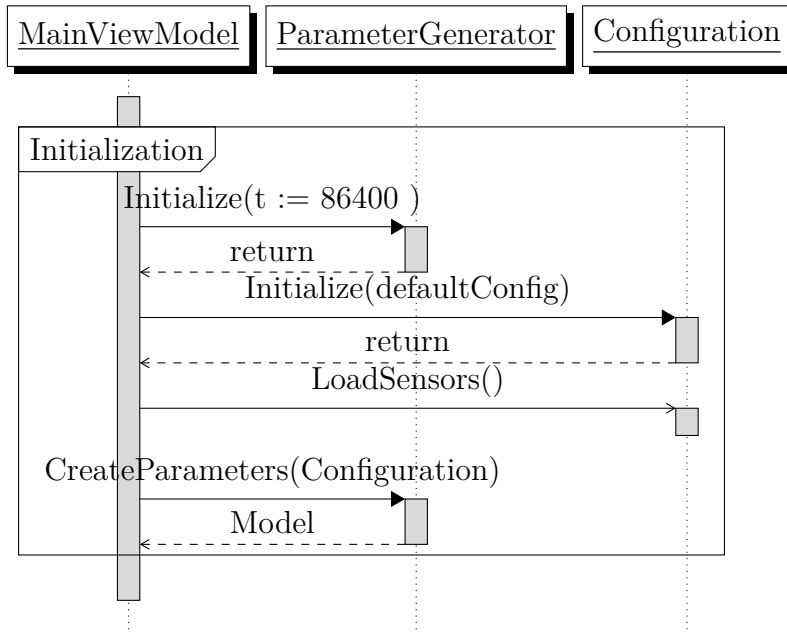 MainViewModel
ParameterGenerator
Configuration
Initialization
Initialize(t := 86400 )
return
Initialize(defaultConfig)
return
LoadSensors()
CreateParameters(Configuration)
Model